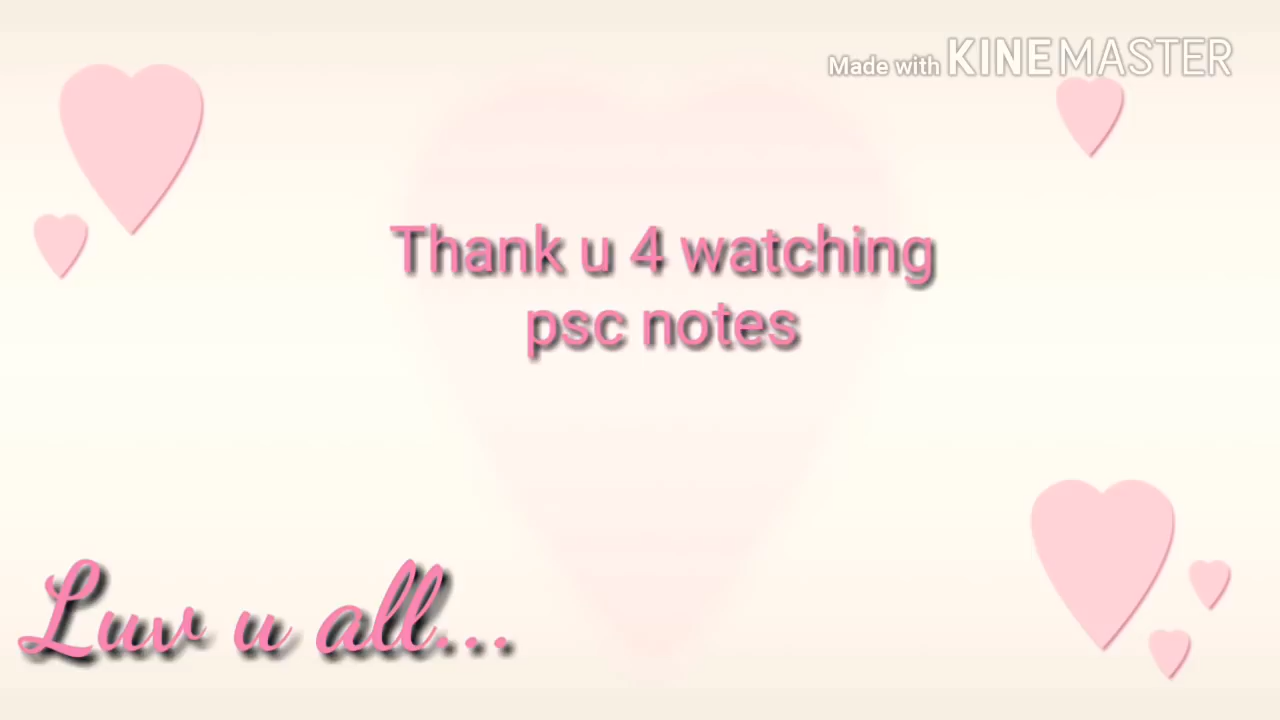 Made with KINEMASTER
Thank u 4 watching
psc notes
Luv u all...